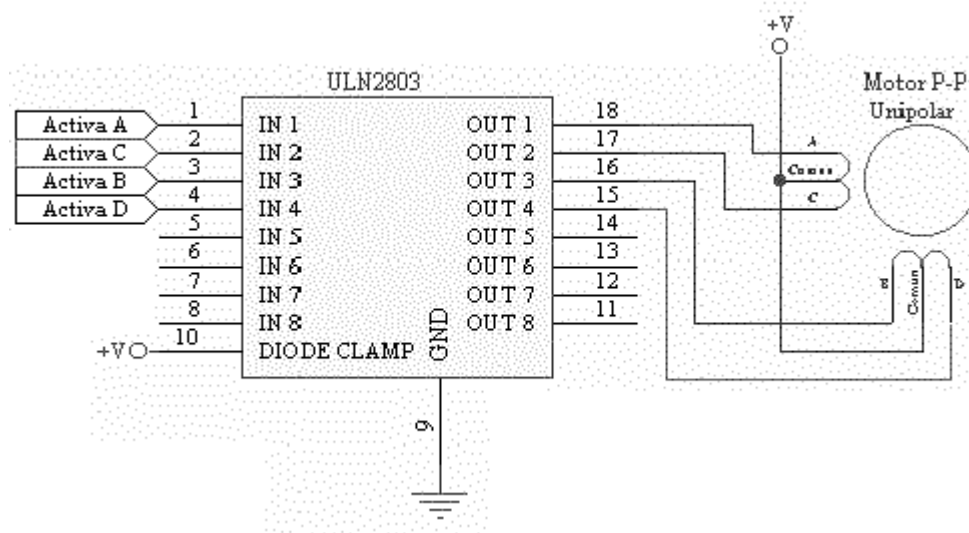 +V
ULN2803
Motor P-P
Unipolar
Activa A
1
IN 1
OUT 1
18
A
Activa C
2
IN 2
OUT 2
17
Comun
Activa B
3
IN 3
OUT 3
16
C
Activa D
4
IN 4
OUT 4
15
5
IN 5
OUT 5
14
6
IN 6
OUT 6
13
7
IN 7
OUT 7
12
8
IN 8
OUT 8
11
B
Comun
D
+V
10
DIODE CLAMP
GND
9